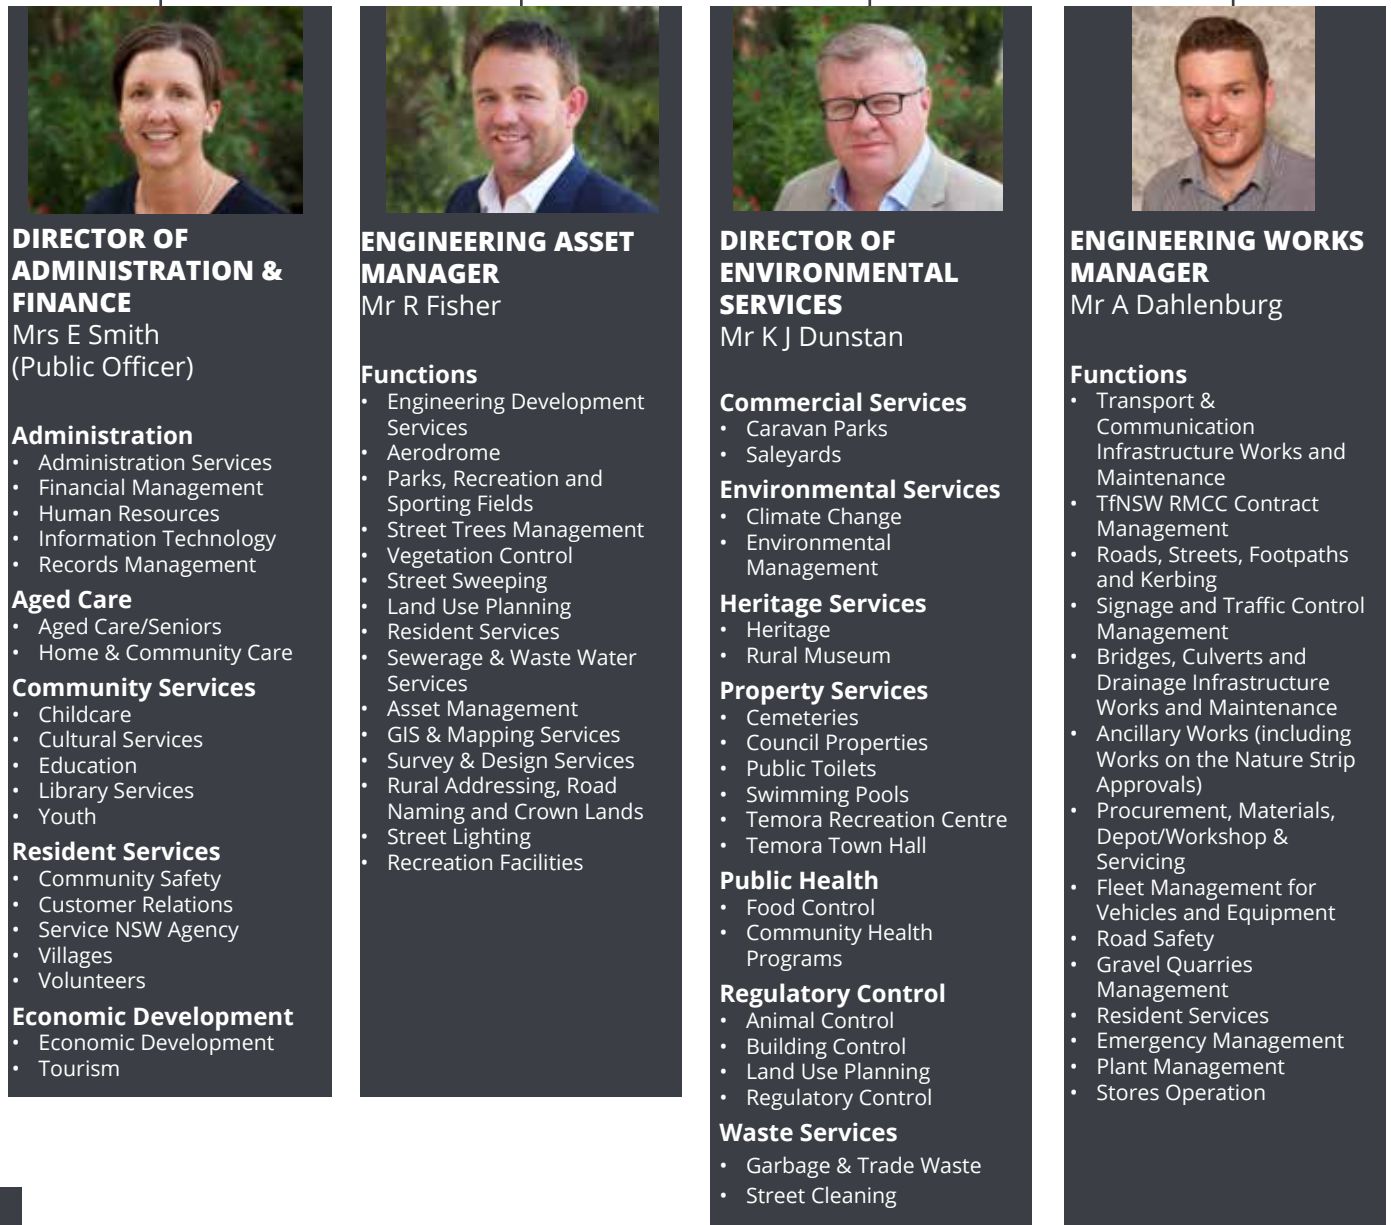 DIRECTOR OF
ADMINISTRATION &
FINANCE
Mrs E Smith
(Public Officer)
Administration
• Administration Services
• Financial Management
• Human Resources
• Information Technology
• Records Management
Aged Care
• Aged Care/Seniors
• Home & Community Care
Community Services
• Childcare
• Cultural Services
• Education
• Library Services
• Youth
Resident Services
• Community Safety
• Customer Relations
• Service NSW Agency
• Villages
• Volunteers
Economic Development
• Economic Development
• Tourism
ENGINEERING ASSET
MANAGER
Mr R Fisher
Functions
• Engineering Development
Services
• Aerodrome
• Parks, Recreation and
Sporting Fields
• Street Trees Management
• Vegetation Control
• Street Sweeping
• Land Use Planning
• Resident Services
• Sewerage & Waste Water
Services
• Asset Management
• GIS & Mapping Services
• Survey & Design Services
• Rural Addressing, Road
Naming and Crown Lands
• Street Lighting
• Recreation Facilities
DIRECTOR OF
ENVIRONMENTAL
SERVICES
Mr K J Dunstan
Commercial Services
• Caravan Parks
• Saleyards
Environmental Services
• Climate Change
• Environmental
Management
Heritage Services
• Heritage
• Rural Museum
Property Services
• Cemeteries
• Council Properties
• Public Toilets
• Swimming Pools
• Temora Recreation Centre
• Temora Town Hall
Public Health
• Food Control
• Community Health
Programs
Regulatory Control
• Animal Control
• Building Control
• Land Use Planning
• Regulatory Control
Waste Services
• Garbage & Trade Waste
• Street Cleaning
ENGINEERING WORKS
MANAGER
Mr A Dahlenburg
Functions
• Transport &
Communication
Infrastructure Works and
Maintenance
• TfNSW RMCC Contract
Management
• Roads, Streets, Footpaths
and Kerbing
• Signage and Traffic Control
Management
• Bridges, Culverts and
Drainage Infrastructure
Works and Maintenance
• Ancillary Works (including
Works on the Nature Strip
Approvals)
• Procurement, Materials,
Depot/Workshop &
Servicing
• Fleet Management for
Vehicles and Equipment
• Road Safety
• Gravel Quarries
Management
• Resident Services
• Emergency Management
• Plant Management
• Stores Operation